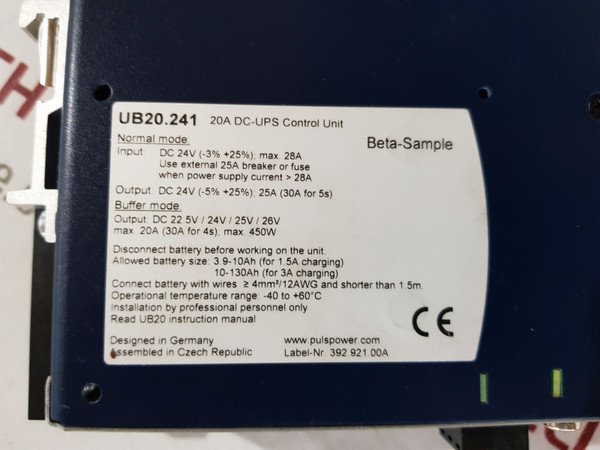 UB20.241 20A DC-UPS Control Unit
Beta-Sample
Normal mode:
Input: DC 24V (-3% +25%); max. 28A
Use external 25A breaker or fuse
when power supply current > 28A
Output: DC 24V (-5% +25%); 25A (30A for 5s)
Buffer mode:
Output: DC 22.5V / 24V / 25V / 26V
max. 20A (30A for 4s); max. 450W
Disconnect battery before working on the unit.
Allowed battery size: 3.9-10Ah (for 1.5A charging)
10-130Ah (for 3A charging)
Connect battery with wires ≥ 4mm²/12AWG and shorter than 1.5m.
Operational temperature range: -40 to +60°C
Installation by professional personnel only
Read UB20 instruction manual
Designed in Germany www.pulspower.com
Assembled in Czech Republic Label-Nr. 392.921.00A
CE